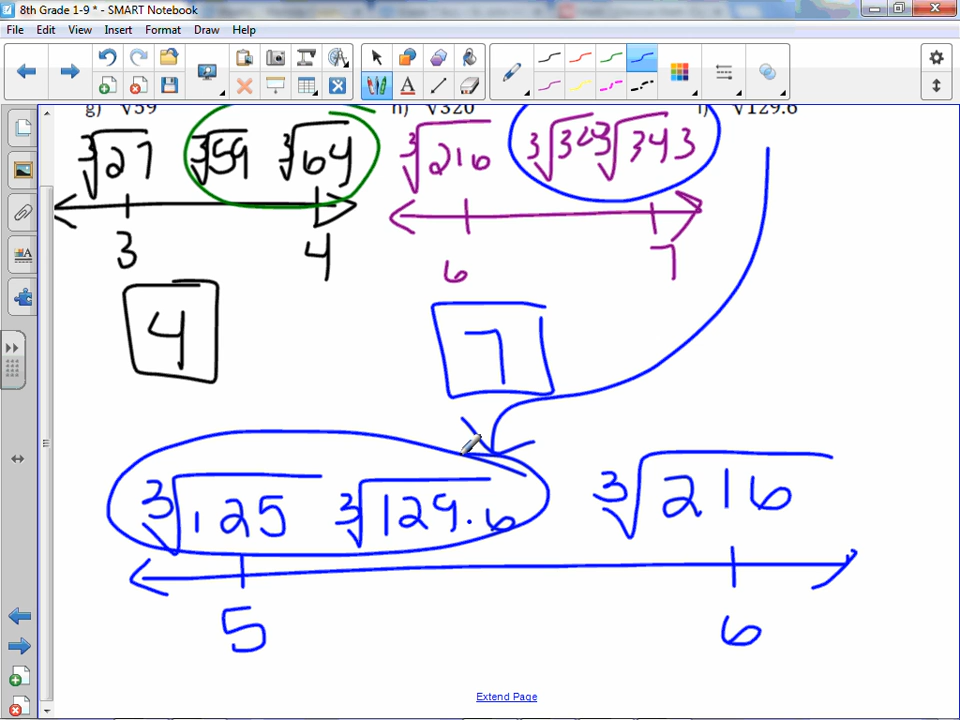 8th Grade 1-9 * - SMART Notebook
File Edit View Insert Format Draw Help
g) √59 h) √320 i) √129.6
∛27 ∛59 ∛64
3 4
4
∛216 ∛320 ∛343
6 7
7
∛125 ∛129.6 ∛216
5 6
Extend Page